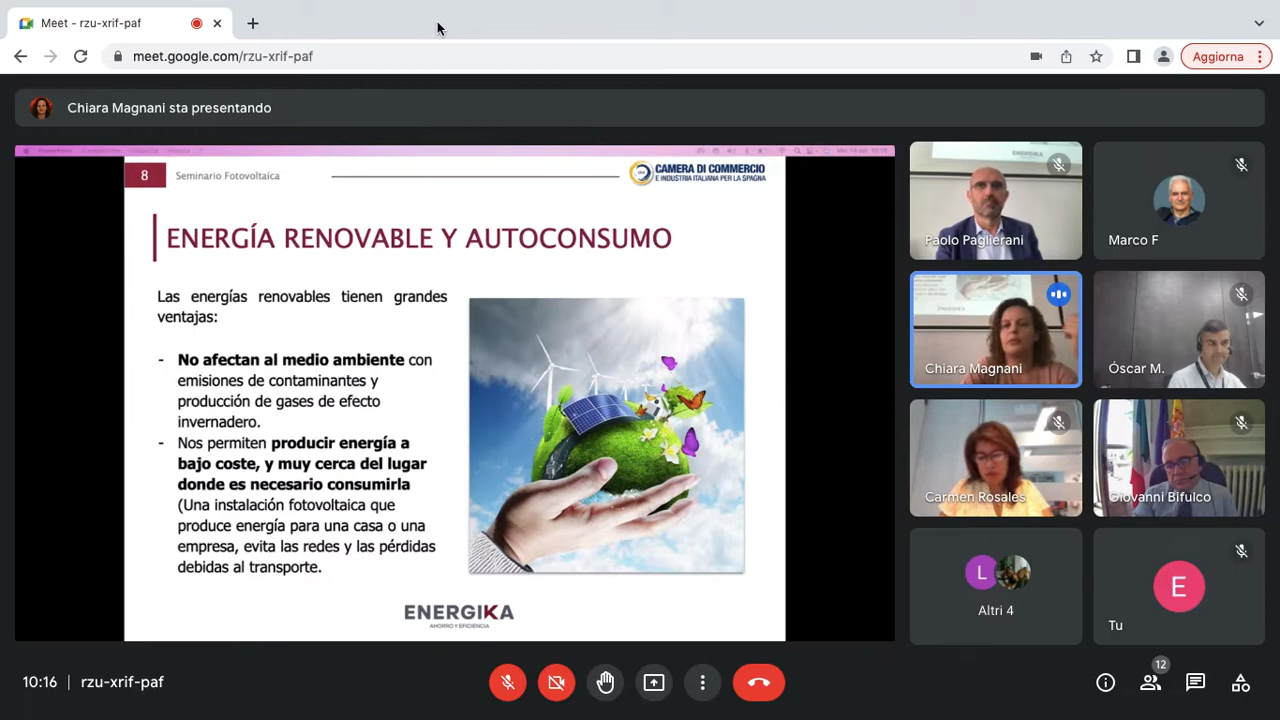 Meet - rzu-xrif-paf
meet.google.com/rzu-xrif-paf
Aggiorna
Chiara Magnani sta presentando
8
Seminario Fotovoltaica
CAMERA DI COMMERCIO
E INDUSTRIA ITALIANA PER LA SPAGNA
ENERGÍA RENOVABLE Y AUTOCONSUMO
Las energías renovables tienen grandes
ventajas:
- No afectan al medio ambiente con
emisiones de contaminantes y
producción de gases de efecto
invernadero.
- Nos permiten producir energía a
bajo coste, y muy cerca del lugar
donde es necesario consumirla
(Una instalación fotovoltaica que
produce energía para una casa o una
empresa, evita las redes y las pérdidas
debidas al transporte.
ENERGIKA
AHORRO Y EFICIENCIA
Paolo Paglierani
Marco F
Chiara Magnani
Óscar M.
Carmen Rosales
Giovanni Bifulco
L
Altri 4
E
Tu
10:16 | rzu-xrif-paf
12